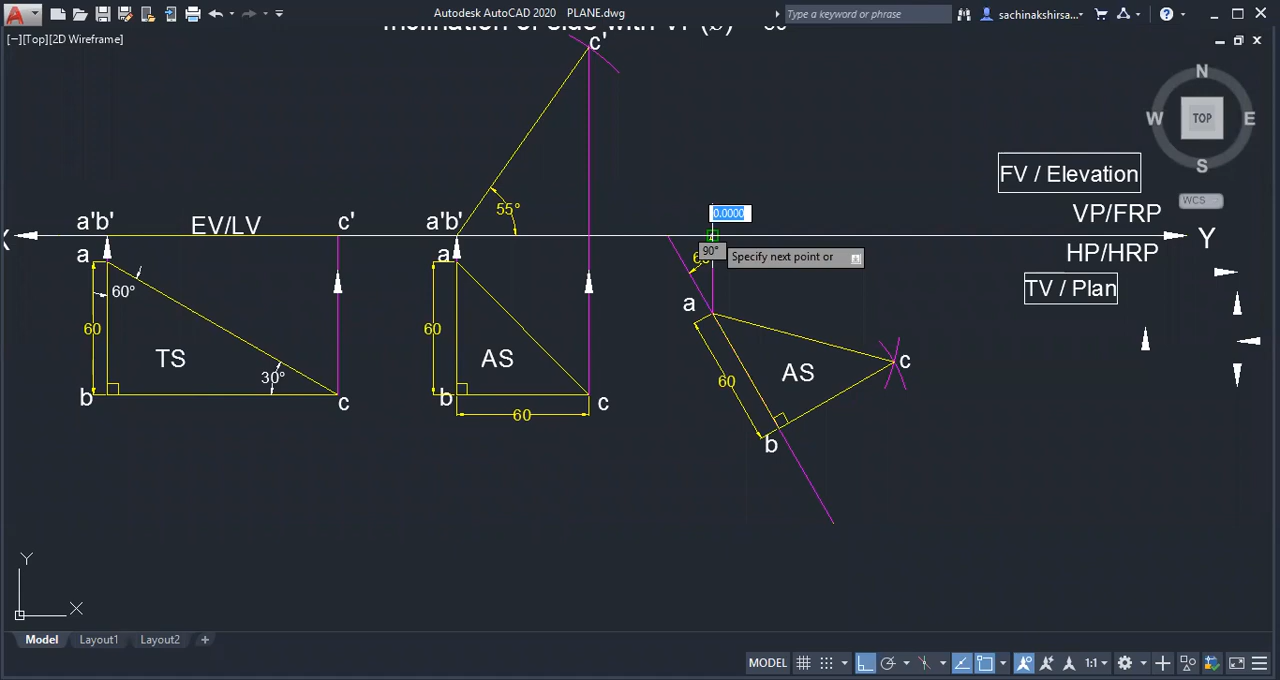 Autodesk AutoCAD 2020 PLANE.dwg
Type a keyword or phrase
sachinakshirsa...
[−][Top][2D Wireframe]
c'
N
W
TOP
E
S
WCS
FV / Elevation
VP/FRP
X
Y
HP/HRP
TV / Plan
a'b'
EV/LV
c'
a'b'
55°
0.0000
90°
Specify next point or
a
60°
60
TS
30°
b
c
a
60
AS
b
c
60
a
60
AS
c
b
Y
X
Model
Layout1
Layout2
+
MODEL
1:1